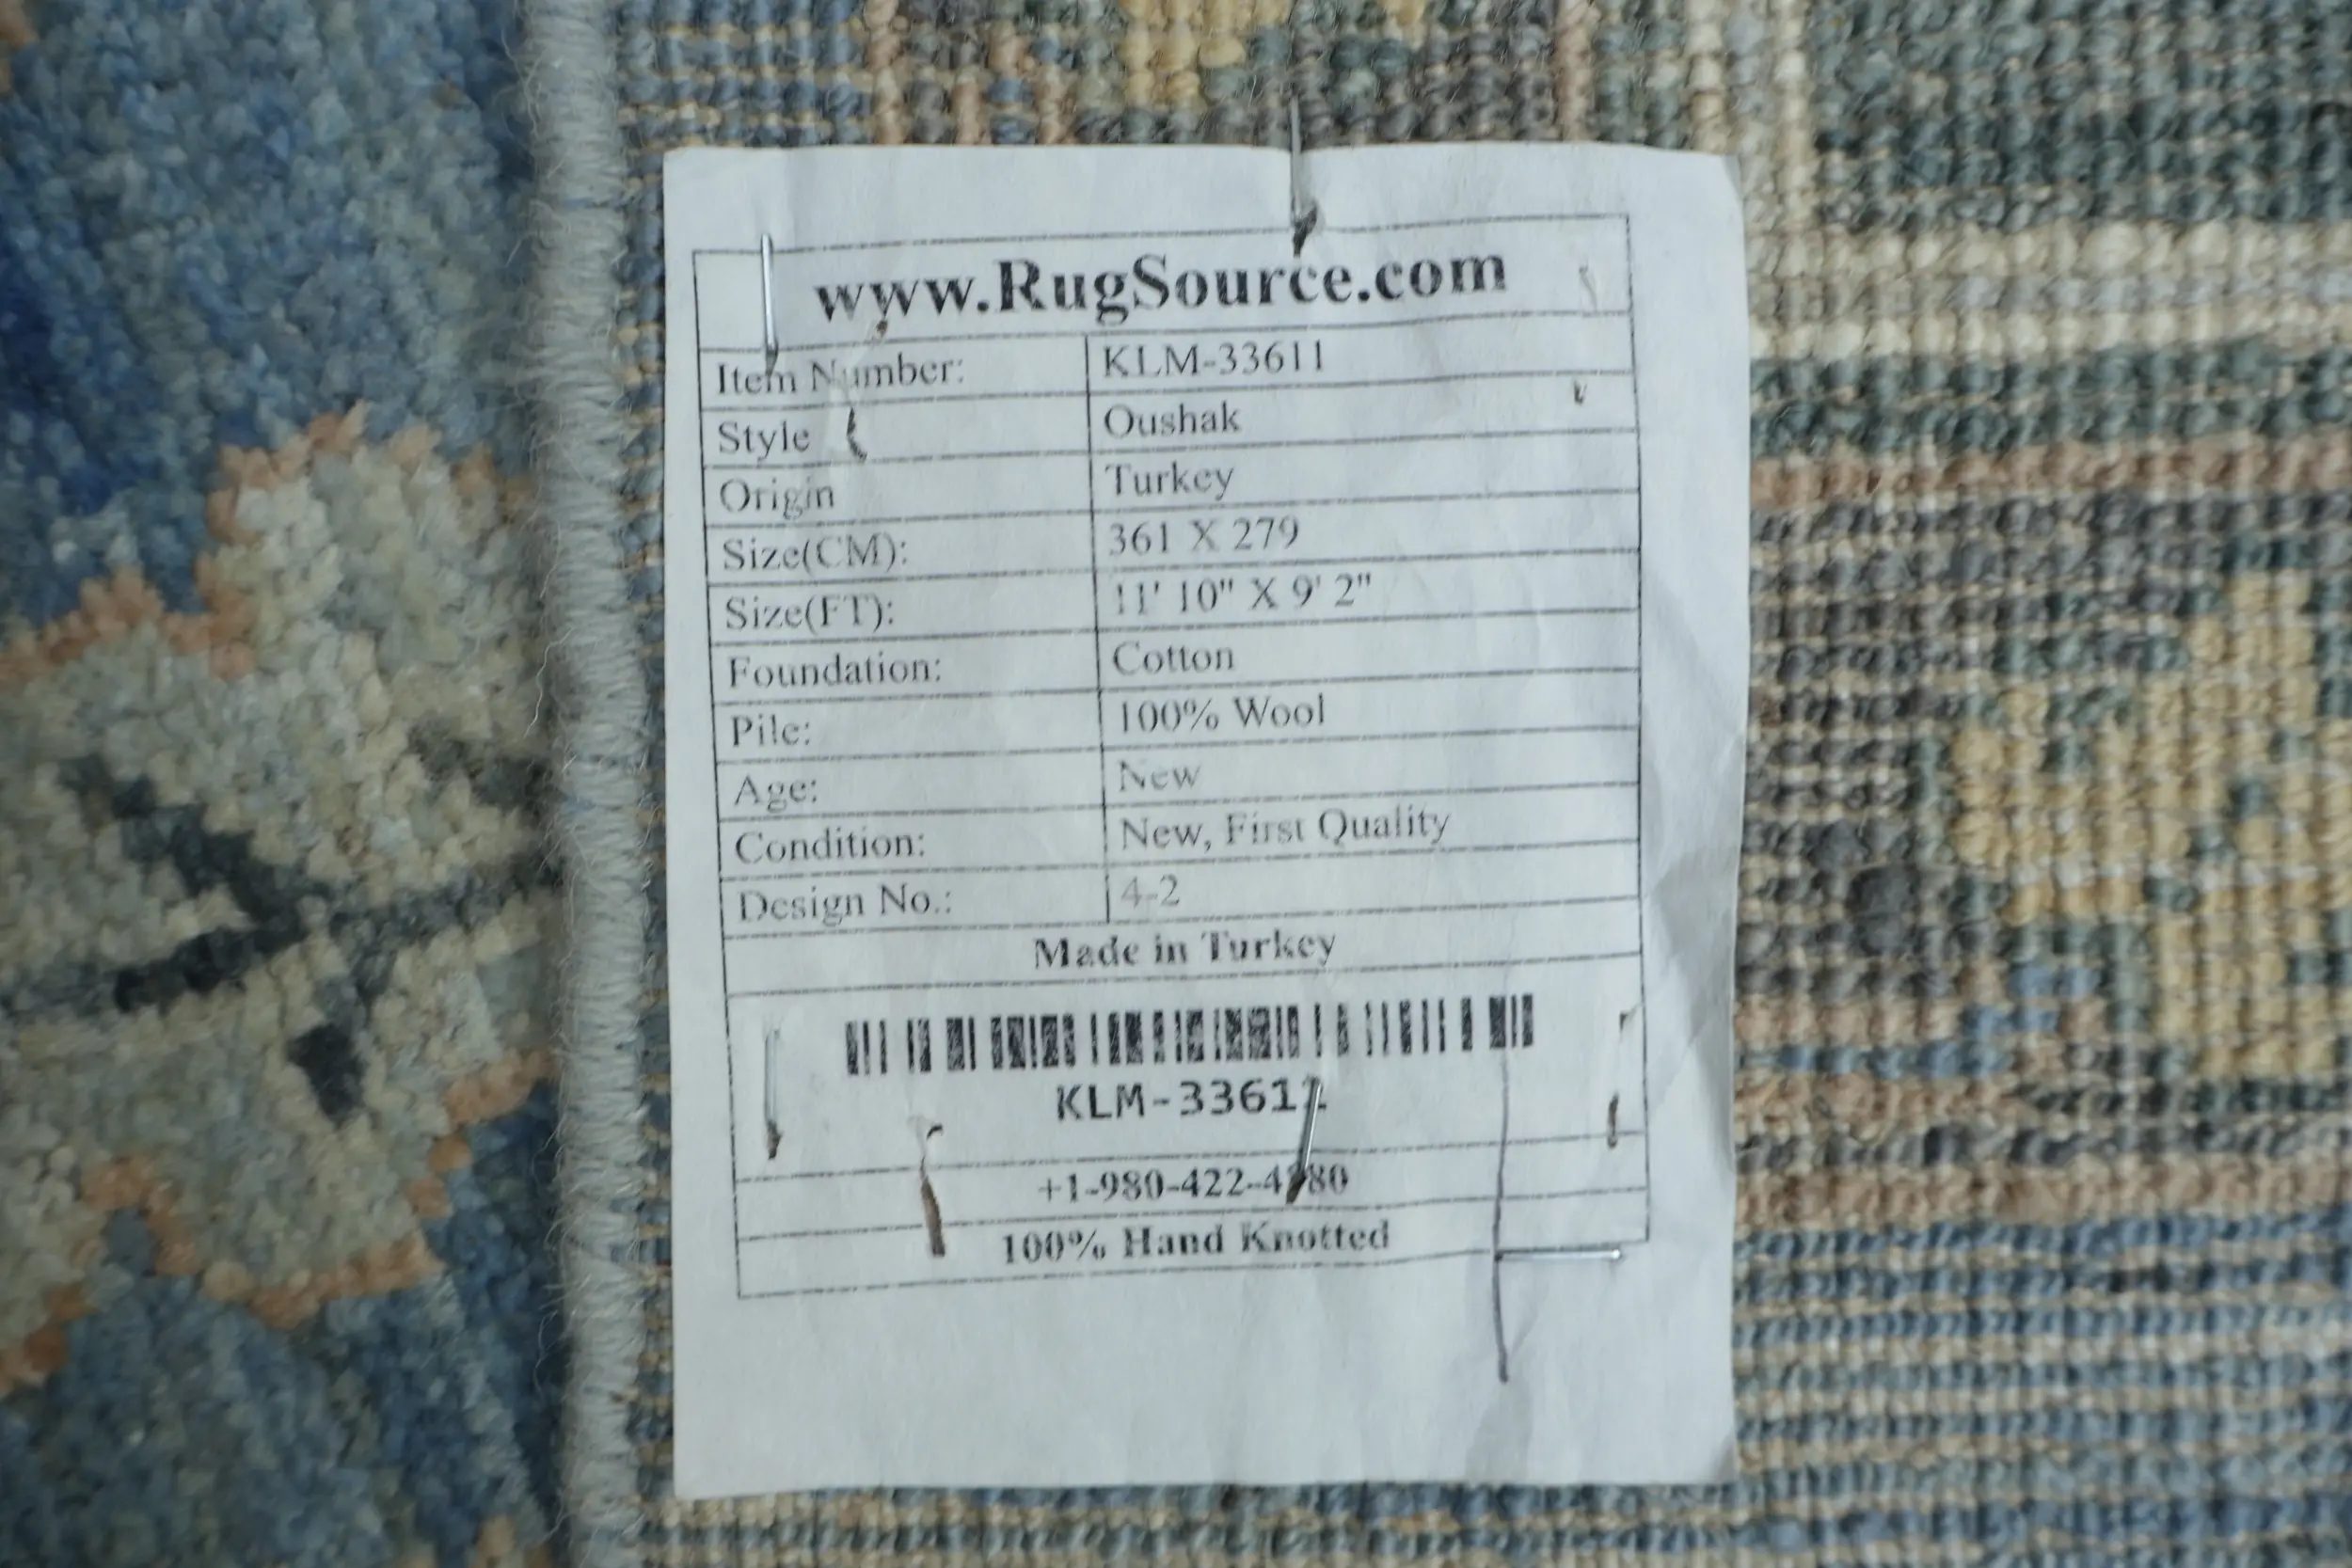 www.RugSource.com
Item Number: KLM-33611
Style Oushak
Origin Turkey
Size(CM): 361 X 279
Size(FT): 11' 10" X 9' 2"
Foundation: Cotton
Pile: 100% Wool
Age: New
Condition: New, First Quality
Design No.: 4-2
Made in Turkey
KLM-33611
100% Hand Knotted